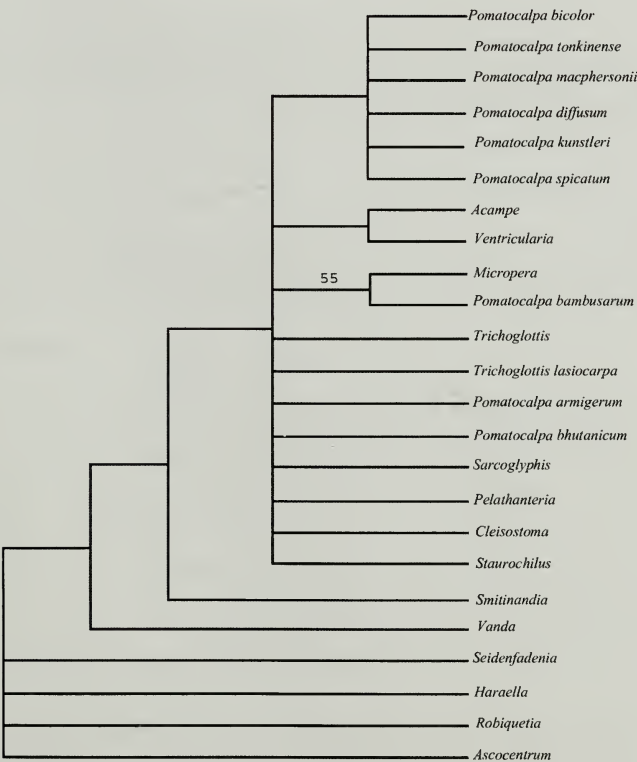 Pomatocalpa bicolor
Pomatocalpa tonkinense
Pomatocalpa macphersonii
Pomatocalpa diffusum
Pomatocalpa kunstleri
Pomatocalpa spicatum
Acampe
Ventricularia
Micropera
55
Pomatocalpa bambusarum
Trichoglottis
Trichoglottis lasiocarpa
Pomatocalpa armigerum
Pomatocalpa bhutanicum
Sarcoglyphis
Pelathanteria
Cleisostoma
Staurochilus
Smitinandia
Vanda
Seidenfadenia
Haraella
Robiquetia
Ascocentrum